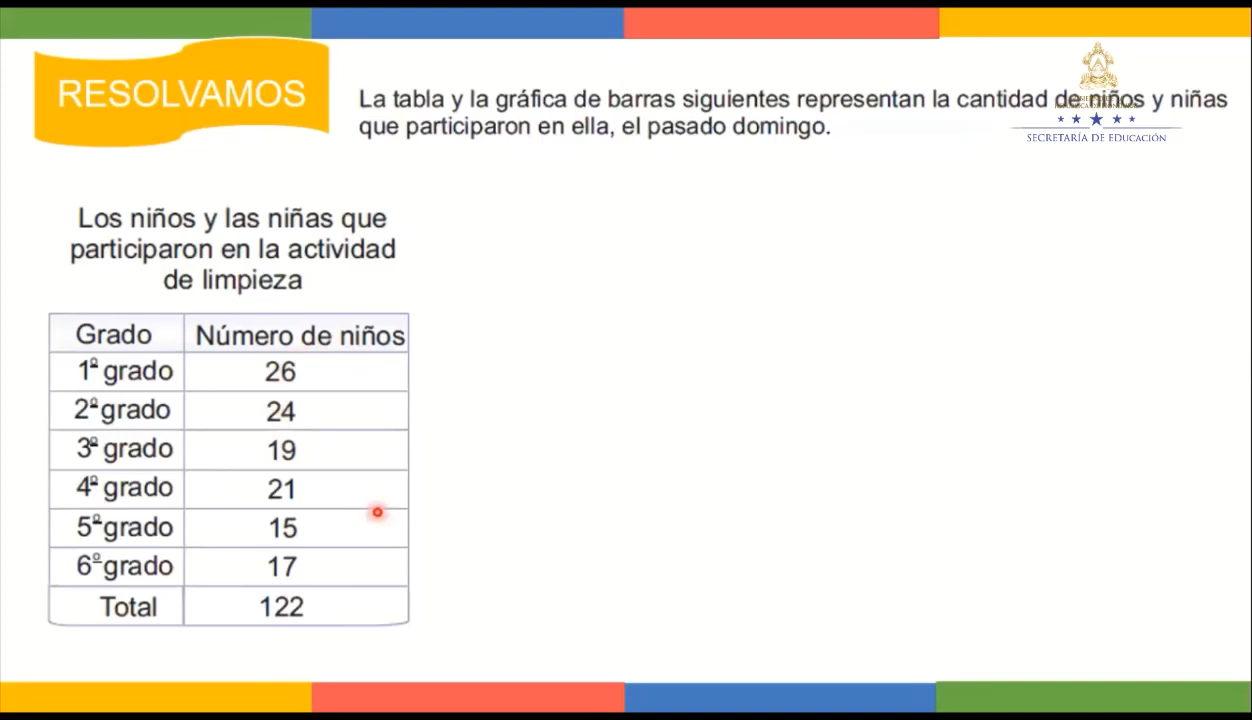 RESOLVAMOS
La tabla y la gráfica de barras siguientes representan la cantidad de niños y niñas
que participaron en ella, el pasado domingo.
SECRETARÍA DE EDUCACIÓN
Los niños y las niñas que
participaron en la actividad
de limpieza
Grado Número de niños
1º grado 26
2º grado 24
3º grado 19
4º grado 21
5º grado 15
6º grado 17
Total 122